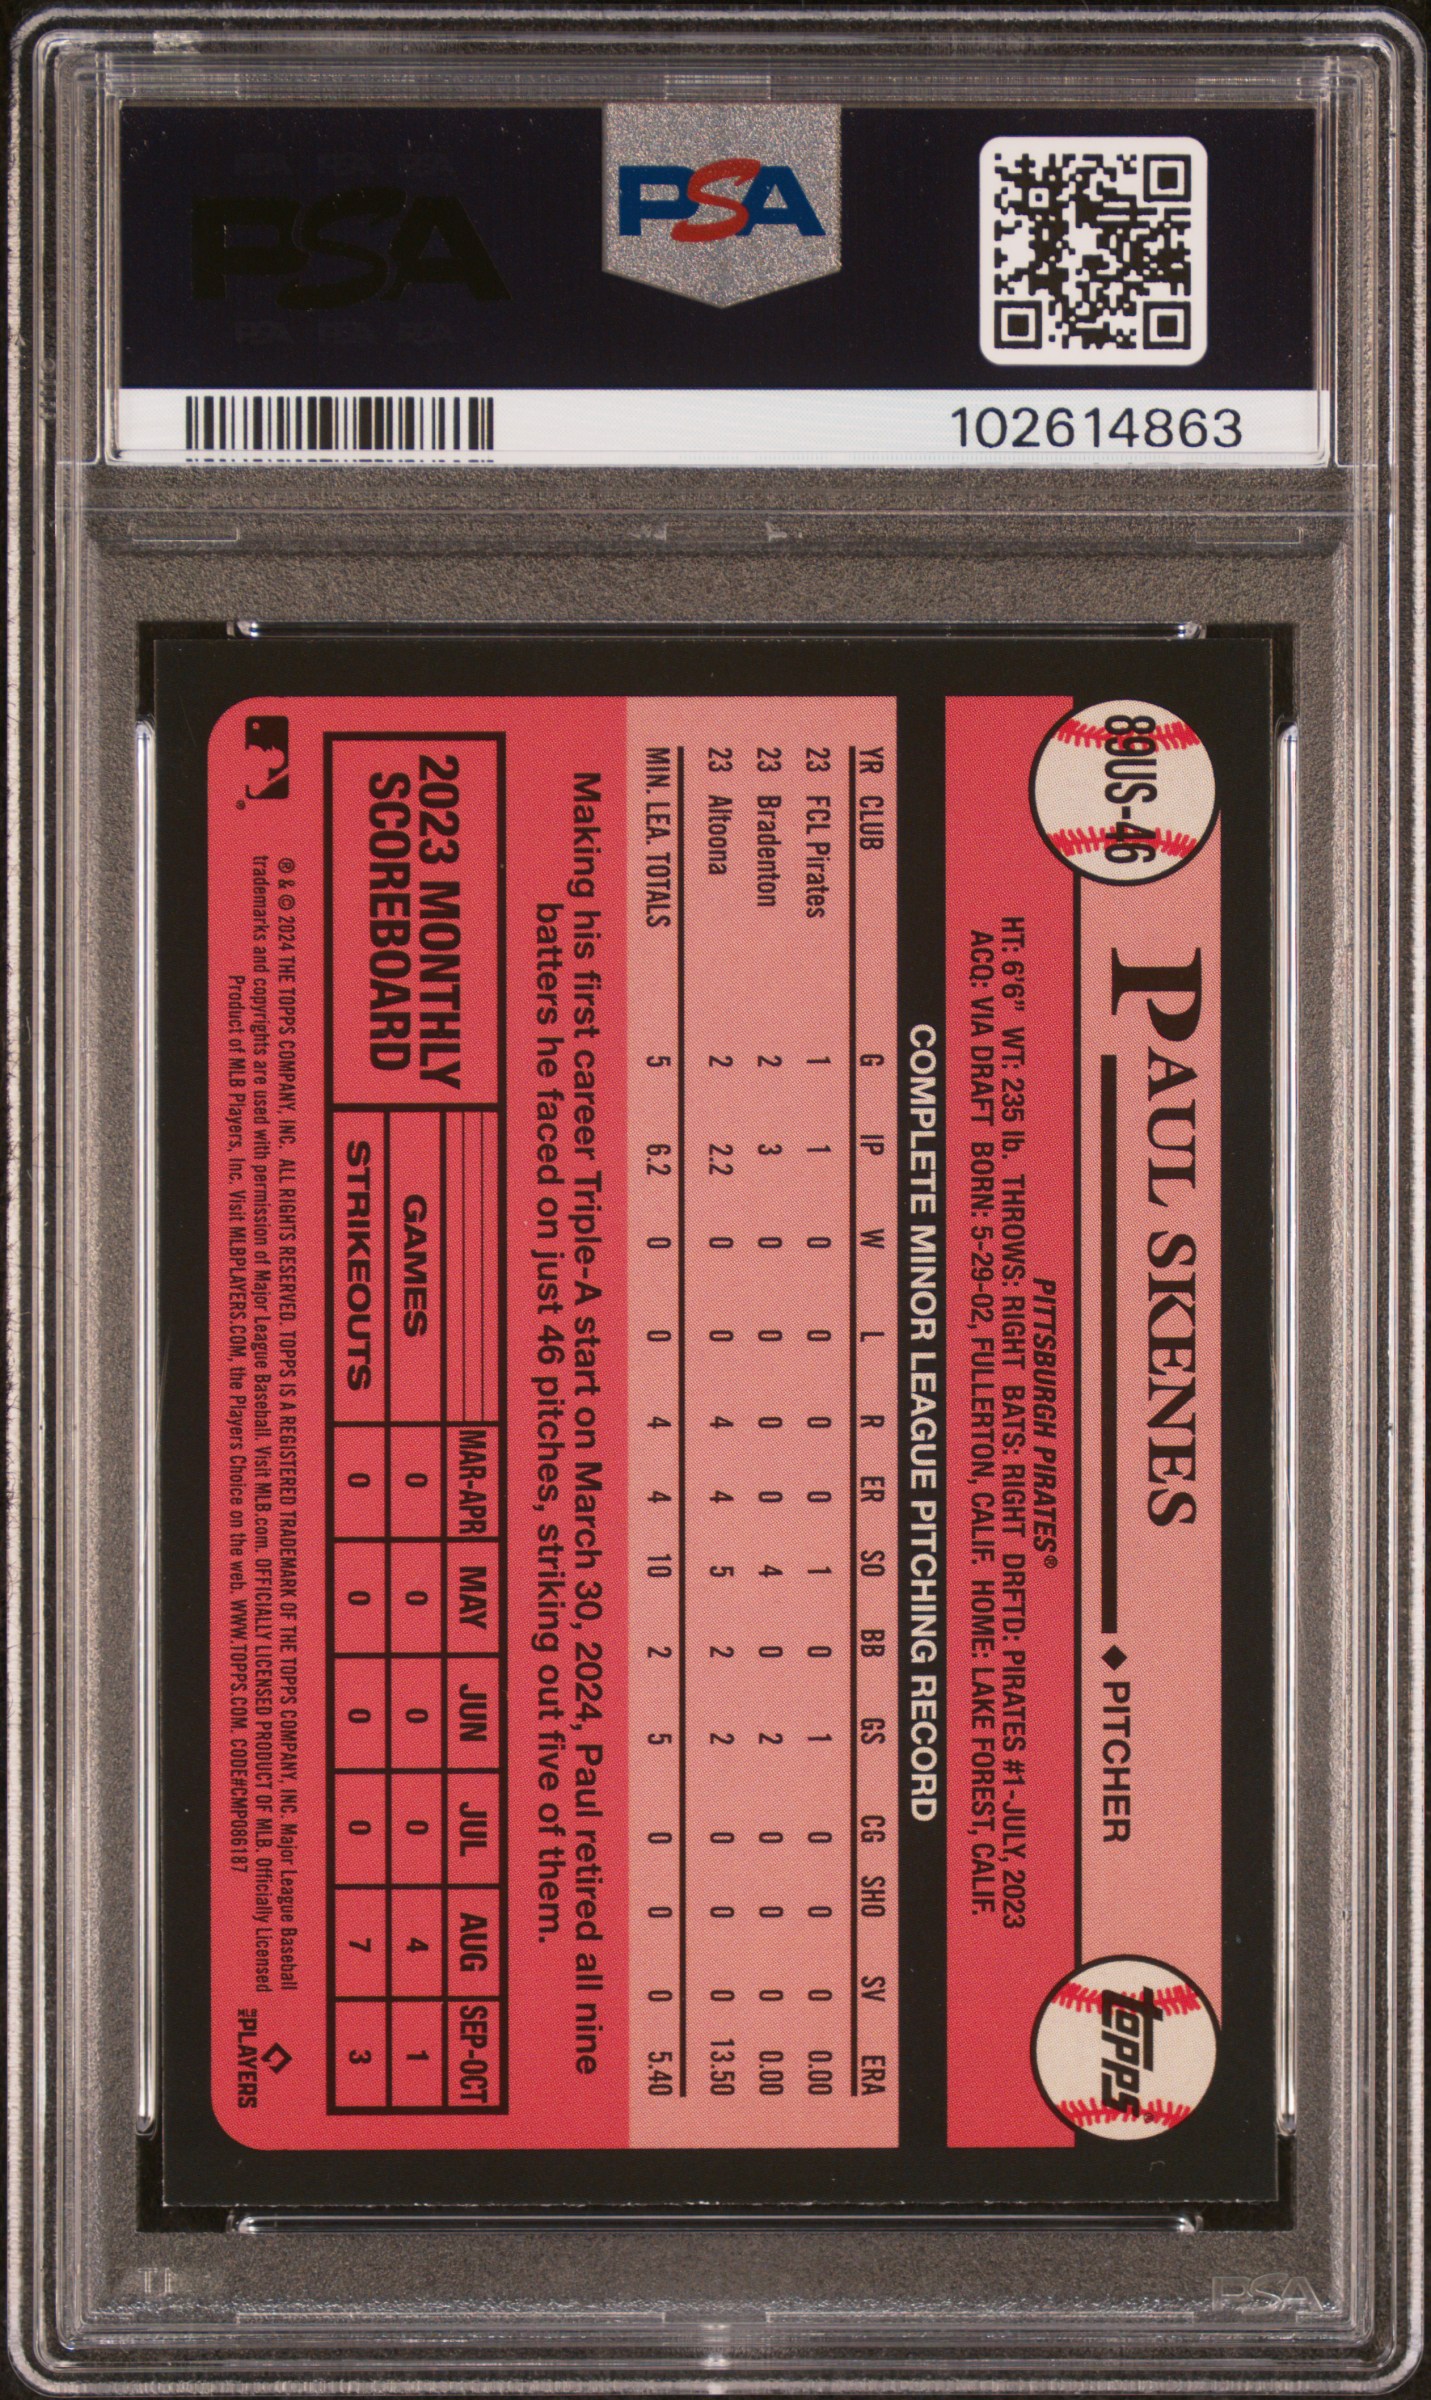 PSA
PSA
102614863
89US-46
PAUL SKENES
PITCHER
topps®
PITTSBURGH PIRATES®
HT: 6'6" WT: 235 lb. THROWS: RIGHT BATS: RIGHT DRFTD: PIRATES #1-JULY, 2023
ACQ: VIA DRAFT BORN: 5-29-02, FULLERTON, CALIF. HOME: LAKE FOREST, CALIF.
COMPLETE MINOR LEAGUE PITCHING RECORD
YR CLUB G IP W L R ER SO BB GS CG SHO SV ERA
23 FCL Pirates 1 1 0 0 0 0 1 0 1 0 0 0 0.00
23 Bradenton 2 3 0 0 0 0 4 0 2 0 0 0 0.00
23 Altoona 2 2.2 0 0 4 4 5 2 2 0 0 0 13.50
MIN. LEA. TOTALS 5 6.2 0 0 4 4 10 2 5 0 0 0 5.40
Making his first career Triple-A start on March 30, 2024, Paul retired all nine
batters he faced on just 46 pitches, striking out five of them.
2023 MONTHLY
SCOREBOARD
MAR-APR MAY JUN JUL AUG SEP-OCT
GAMES 0 0 0 0 4 1
STRIKEOUTS 0 0 0 0 7 3
® & © 2024 THE TOPPS COMPANY, INC. ALL RIGHTS RESERVED. TOPPS IS A REGISTERED TRADEMARK OF THE TOPPS COMPANY, INC. Major League Baseball
trademarks and copyrights are used with permission of Major League Baseball. Visit MLB.com. OFFICIALLY LICENSED PRODUCT OF MLB. Officially Licensed
Product of MLB Players, Inc. Visit MLBPLAYERS.COM, the Players Choice on the web. WWW.TOPPS.COM. CODE#CMP086187
MLB PLAYERS
PSA